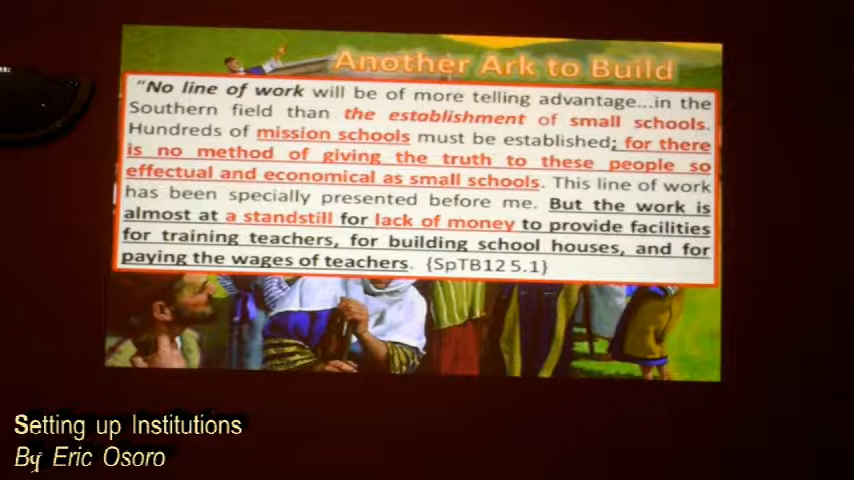 Another Ark to Build
"No line of work will be of more telling advantage...in the
Southern field than the establishment of small schools.
Hundreds of mission schools must be established; for there
is no method of giving the truth to these people so
effectual and economical as small schools. This line of work
has been specially presented before me. But the work is
almost at a standstill for lack of money to provide facilities
for training teachers, for building school houses, and for
paying the wages of teachers. {SpTB12 5.1}
Setting up Institutions
By Eric Osoro